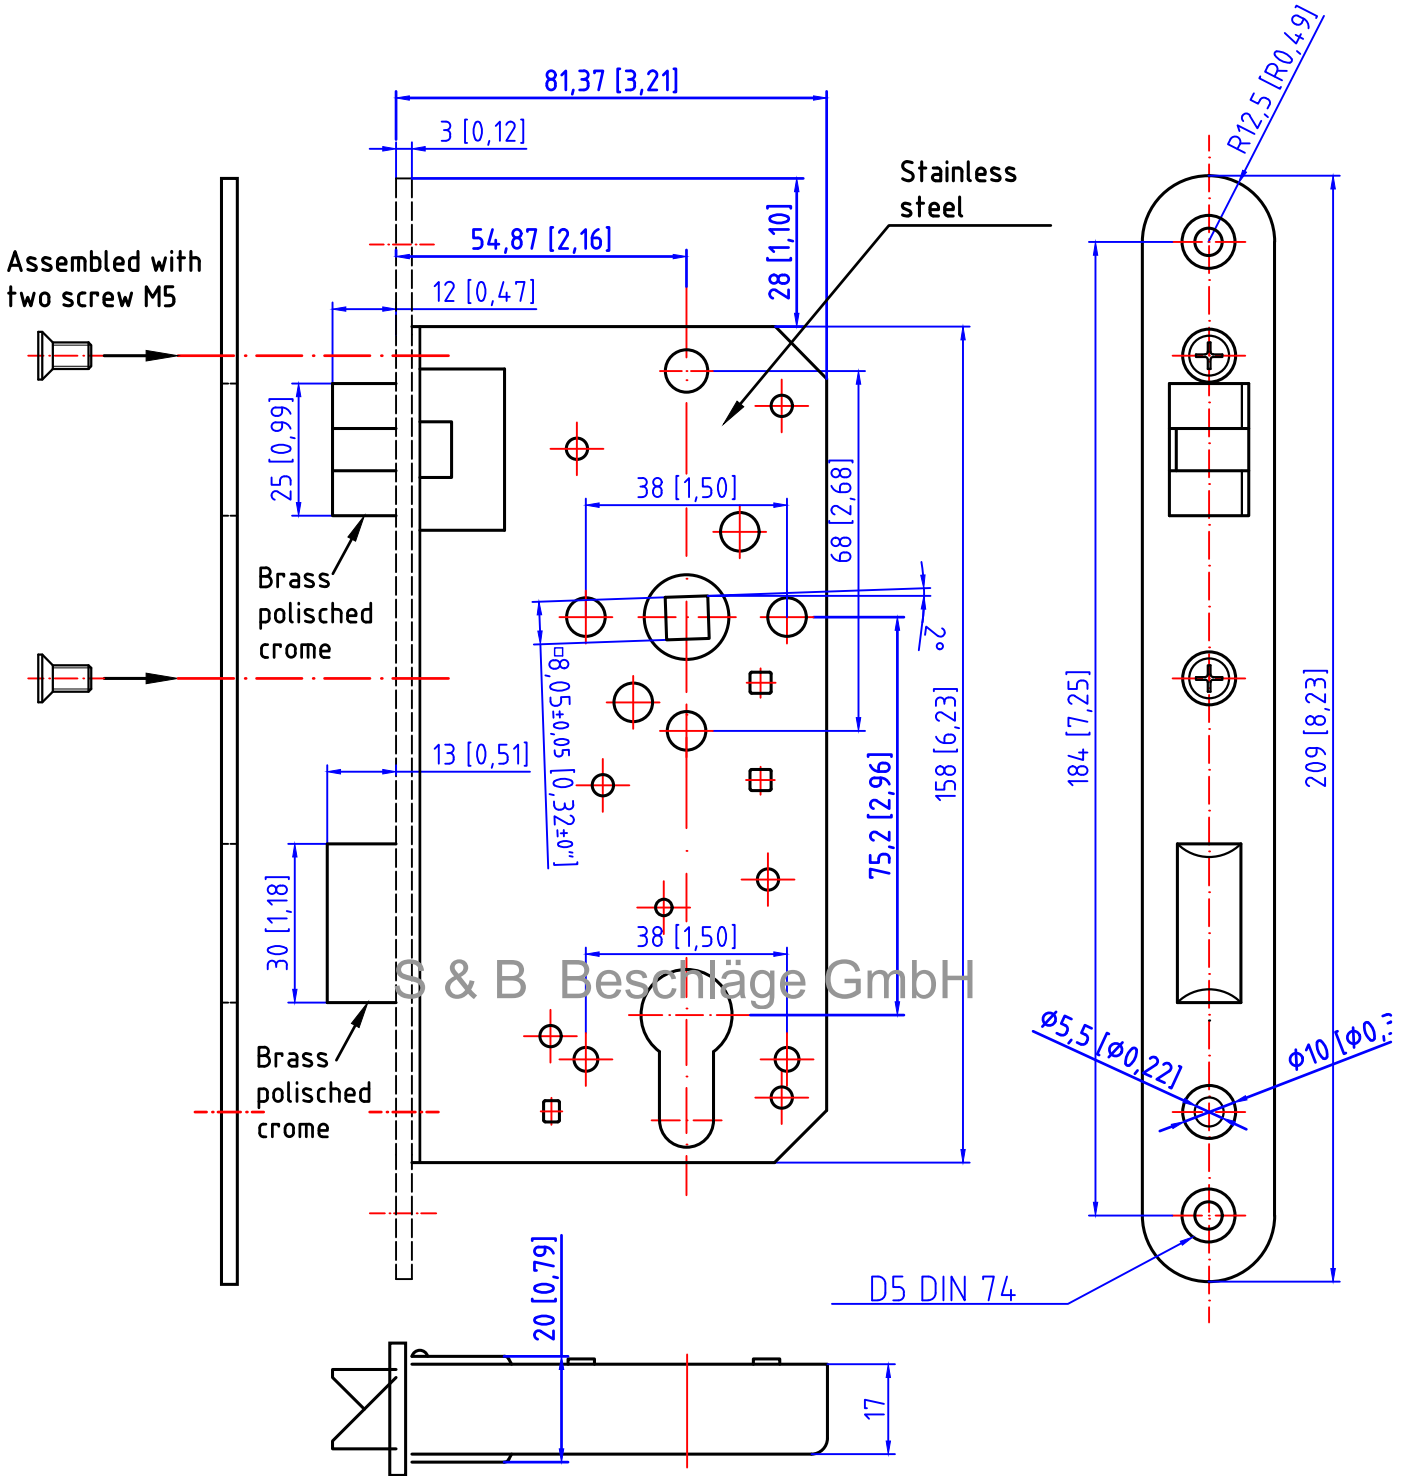 R12,5 [R0,49]
81,37 [3,21]
3 [0,12]
Stainless
steel
28 [1,10]
54,87 [2,16]
Assembled with
two screw M5
12 [0,47]
25 [0,99]
38 [1,50]
68 [2,68]
Brass
polisched
crome
2°
□8,05±0,05 [0,32±0"]
158 [6,23]
184 [7,25]
209 [8,23]
13 [0,51]
75,2 [2,96]
30 [1,18]
38 [1,50]
S & B Beschläge GmbH
Brass
polisched
crome
ø5,5 [ø0,22]
ø10 [ø0,3
D5 DIN 74
20 [0,79]
17